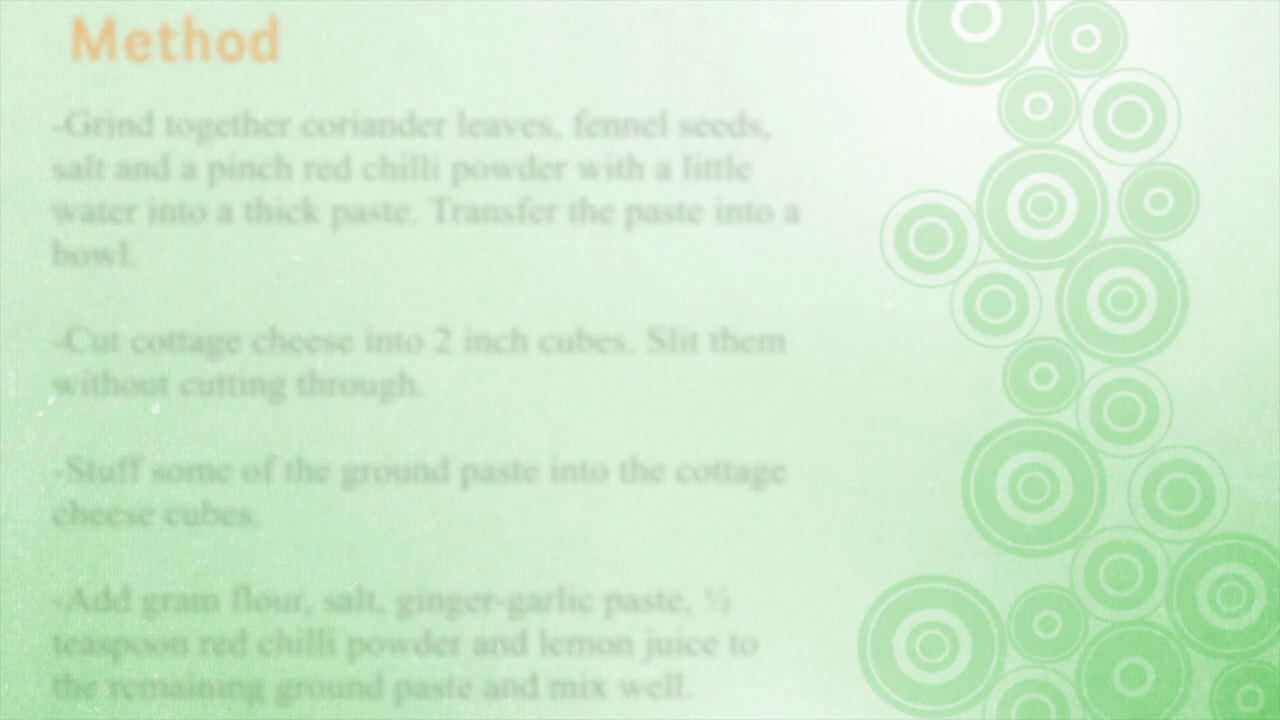 Method
-Grind together coriander leaves, fennel seeds,
salt and a pinch red chilli powder with a little
water into a thick paste. Transfer the paste into a
bowl.
-Cut cottage cheese into 2 inch cubes. Slit them
without cutting through.
-Stuff some of the ground paste into the cottage
cheese cubes.
-Add gram flour, salt, ginger-garlic paste, ½
teaspoon red chilli powder and lemon juice to
the remaining ground paste and mix well.